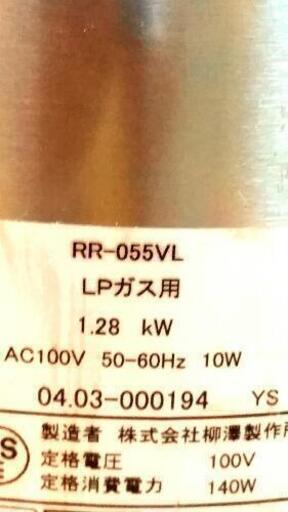 RR-055VL
LPガス用
1.28 kW
AC100V 50-60Hz 10W
04.03-000194 YS
製造者 株式会社柳澤製作所
定格電圧 100V
定格消費電力 140W
S
E